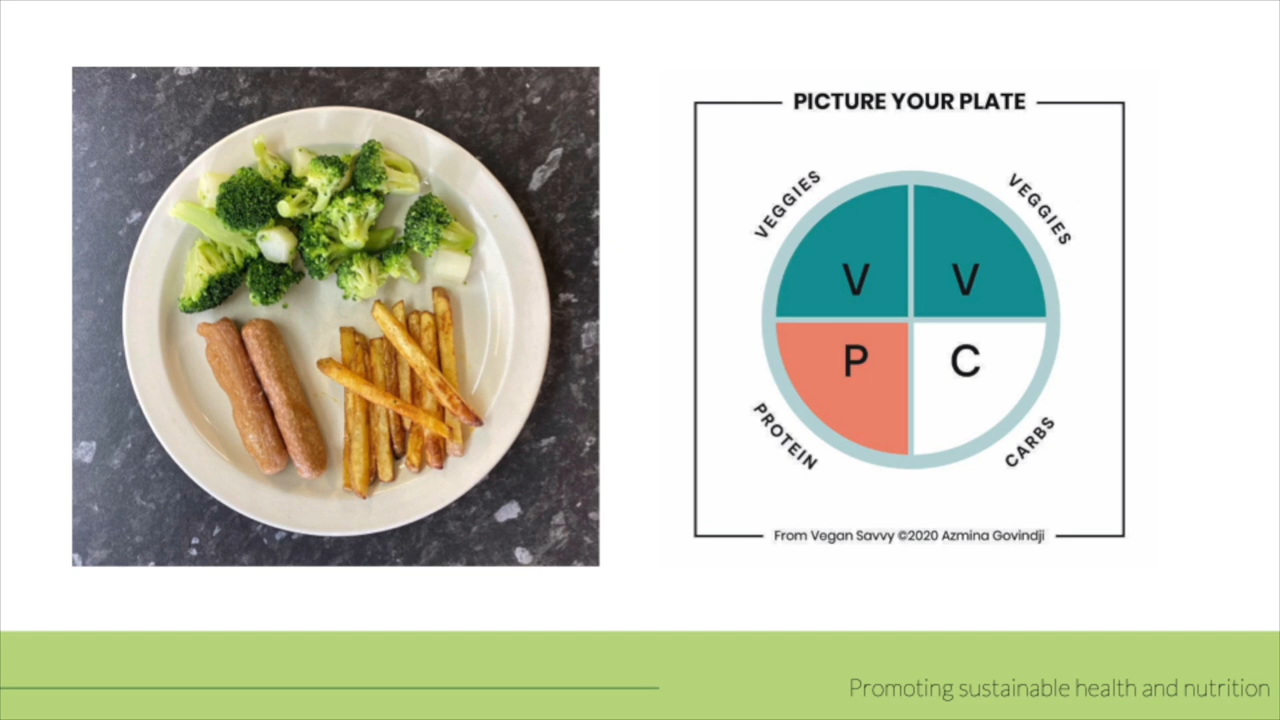 PICTURE YOUR PLATE
VEGGIES
VEGGIES
V
V
P
C
PROTEIN
CARBS
From Vegan Savvy ©2020 Azmina Govindji
Promoting sustainable health and nutrition